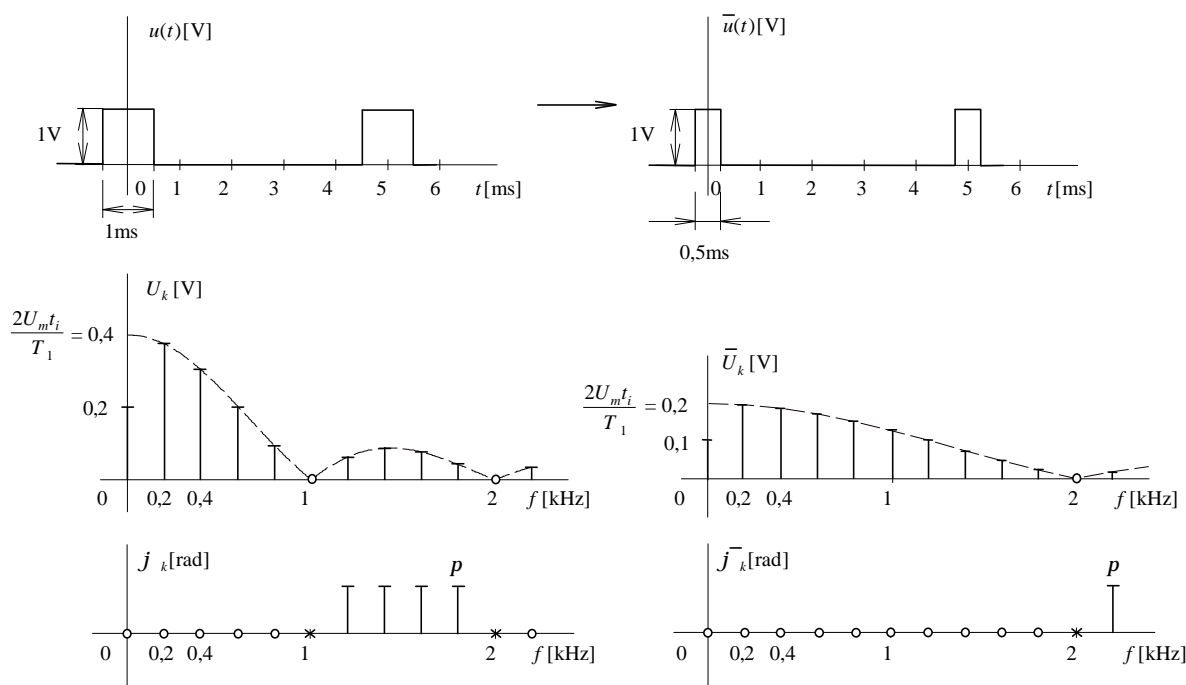 u(t)[V]
1V
0 1 2 3 4 5 6 t[ms]
1ms
u̅(t)[V]
1V
0 1 2 3 4 5 6 t[ms]
0,5ms
U_k [V]
2U_m t_i / T_1 = 0,4
0,2
0 0,2 0,4 1 2 f [kHz]
U̅_k [V]
2U_m t_i / T_1 = 0,2
0,1
0 0,2 0,4 1 2 f [kHz]
j_k [rad]
p
0 0,2 0,4 1 2 f [kHz]
j̅_k [rad]
p
0 0,2 0,4 1 2 f [kHz]